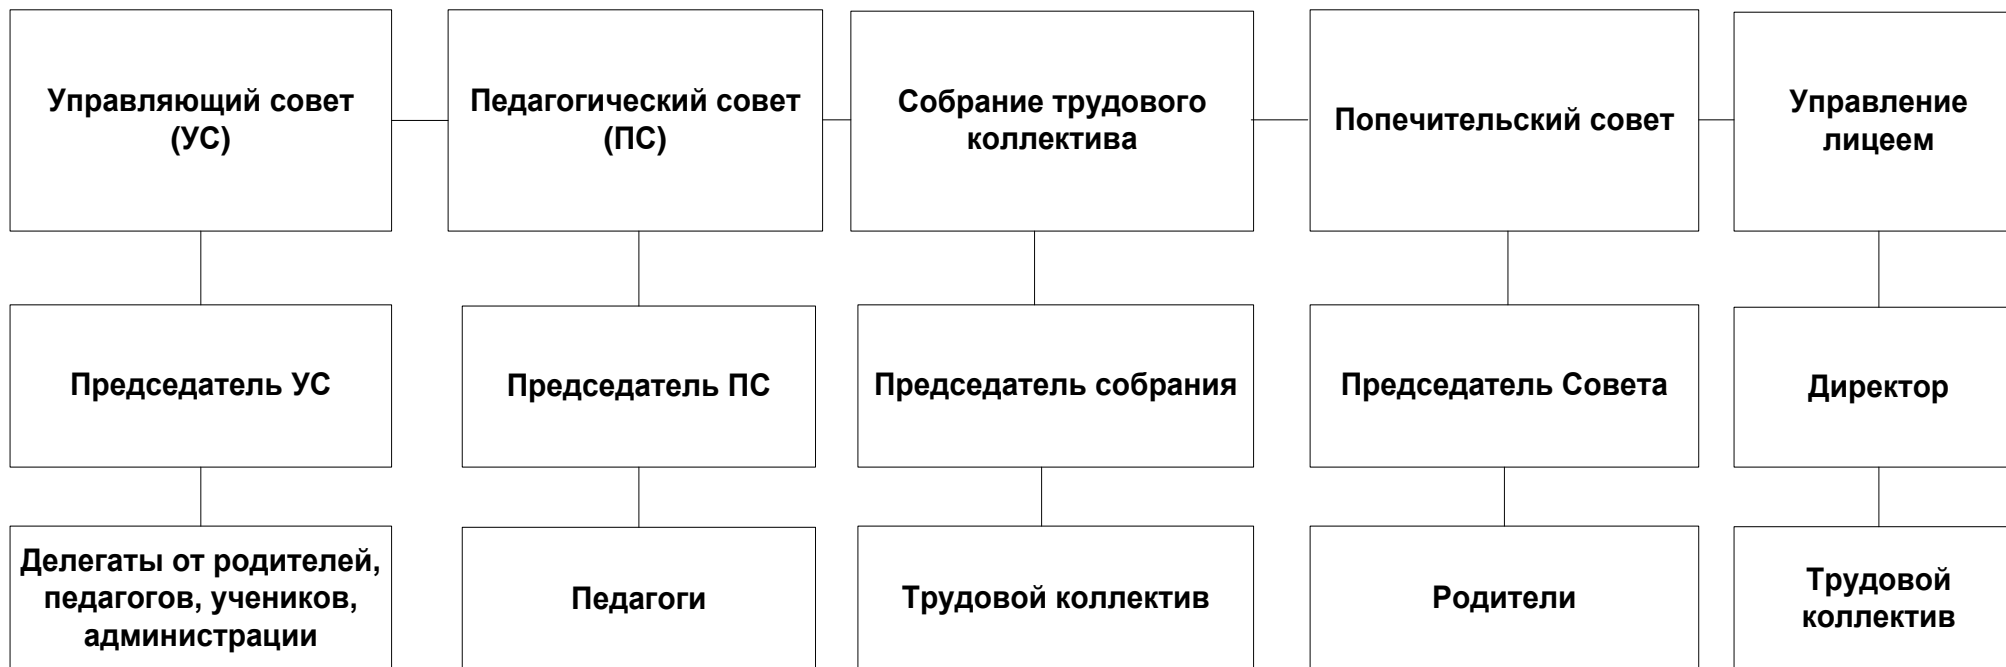 Управляющий совет
(УС)
Педагогический совет
(ПС)
Собрание трудового
коллектива
Попечительский совет
Управление
лицеем
Председатель УС
Председатель ПС
Председатель собрания
Председатель Совета
Директор
Делегаты от родителей,
педагогов, учеников,
администрации
Педагоги
Трудовой коллектив
Родители
Трудовой
коллектив